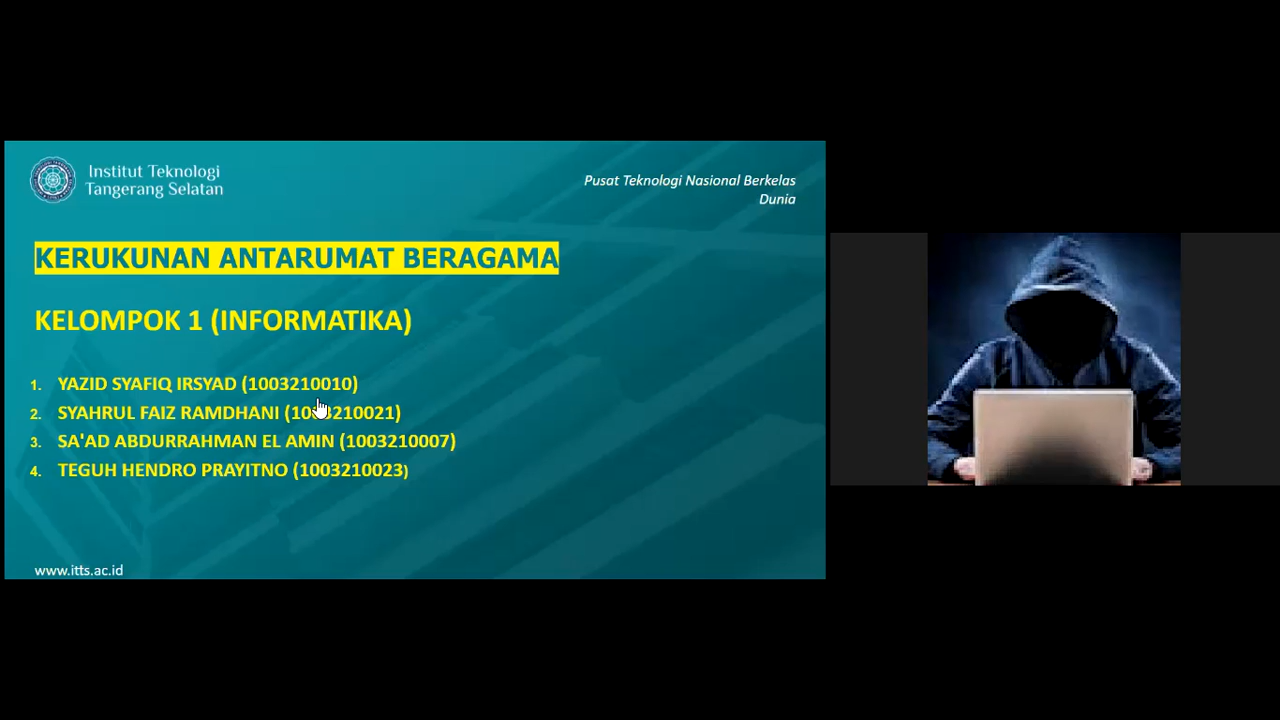 Institut Teknologi
Tangerang Selatan
Pusat Teknologi Nasional Berkelas
Dunia
KERUKUNAN ANTARUMAT BERAGAMA
KELOMPOK 1 (INFORMATIKA)
1. YAZID SYAFIQ IRSYAD (1003210010)
2. SYAHRUL FAIZ RAMDHANI (1003210021)
3. SA'AD ABDURRAHMAN EL AMIN (1003210007)
4. TEGUH HENDRO PRAYITNO (1003210023)
www.itts.ac.id